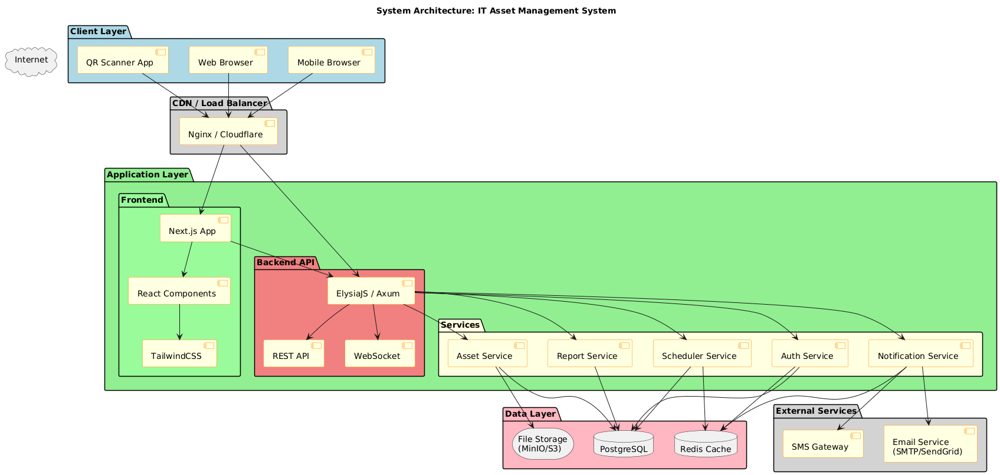 System Architecture: IT Asset Management System
Client Layer
Internet
QR Scanner App
Web Browser
Mobile Browser
CDN / Load Balancer
Nginx / Cloudflare
Application Layer
Frontend
Next.js App
Backend API
React Components
ElysiaJS / Axum
Services
TailwindCSS
REST API
WebSocket
Asset Service
Report Service
Scheduler Service
Auth Service
Notification Service
Data Layer
External Services
File Storage
(MinIO/S3)
PostgreSQL
Redis Cache
SMS Gateway
Email Service
(SMTP/SendGrid)